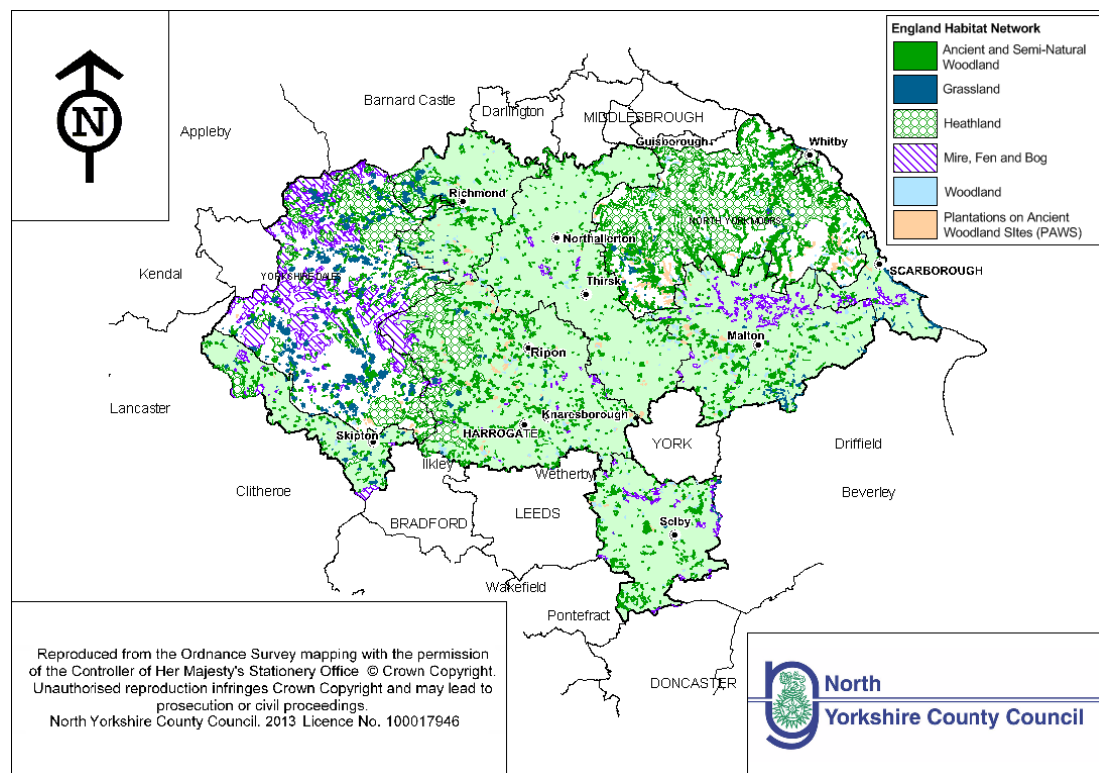 N
England Habitat Network
Ancient and Semi-Natural
Woodland
Grassland
Heathland
Mire, Fen and Bog
Woodland
Plantations on Ancient
Woodland SItes (PAWS)
Barnard Castle
Darlington
MIDDLESBROUGH
Appleby
Guisborough
Whitby
Richmond
NORTH YORK MOORS
Northallerton
Kendal
YORKSHIRE DALES
SCARBOROUGH
Thirsk
Malton
Ripon
Lancaster
Knaresborough
Skipton
HARROGATE
YORK
Driffield
Ilkley
Wetherby
Clitheroe
Beverley
BRADFORD
LEEDS
Selby
Wakefield
Pontefract
DONCASTER
Reproduced from the Ordnance Survey mapping with the permission
of the Controller of Her Majesty's Stationery Office © Crown Copyright.
Unauthorised reproduction infringes Crown Copyright and may lead to
prosecution or civil proceedings.
North Yorkshire County Council. 2013 Licence No. 100017946
North
Yorkshire County Council